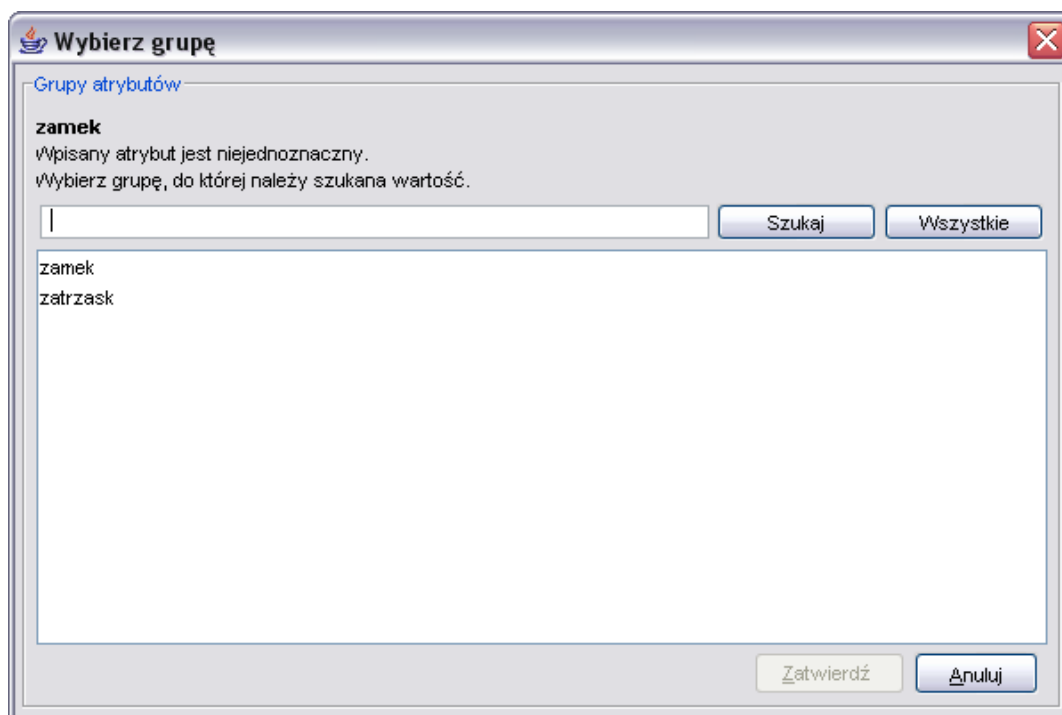 Wybierz grupę
Grupy atrybutów
zamek
Wpisany atrybut jest niejednoznaczny.
Wybierz grupę, do której należy szukana wartość.
Szukaj Wszystkie
zamek
zatrzask
Zatwierdź Anuluj